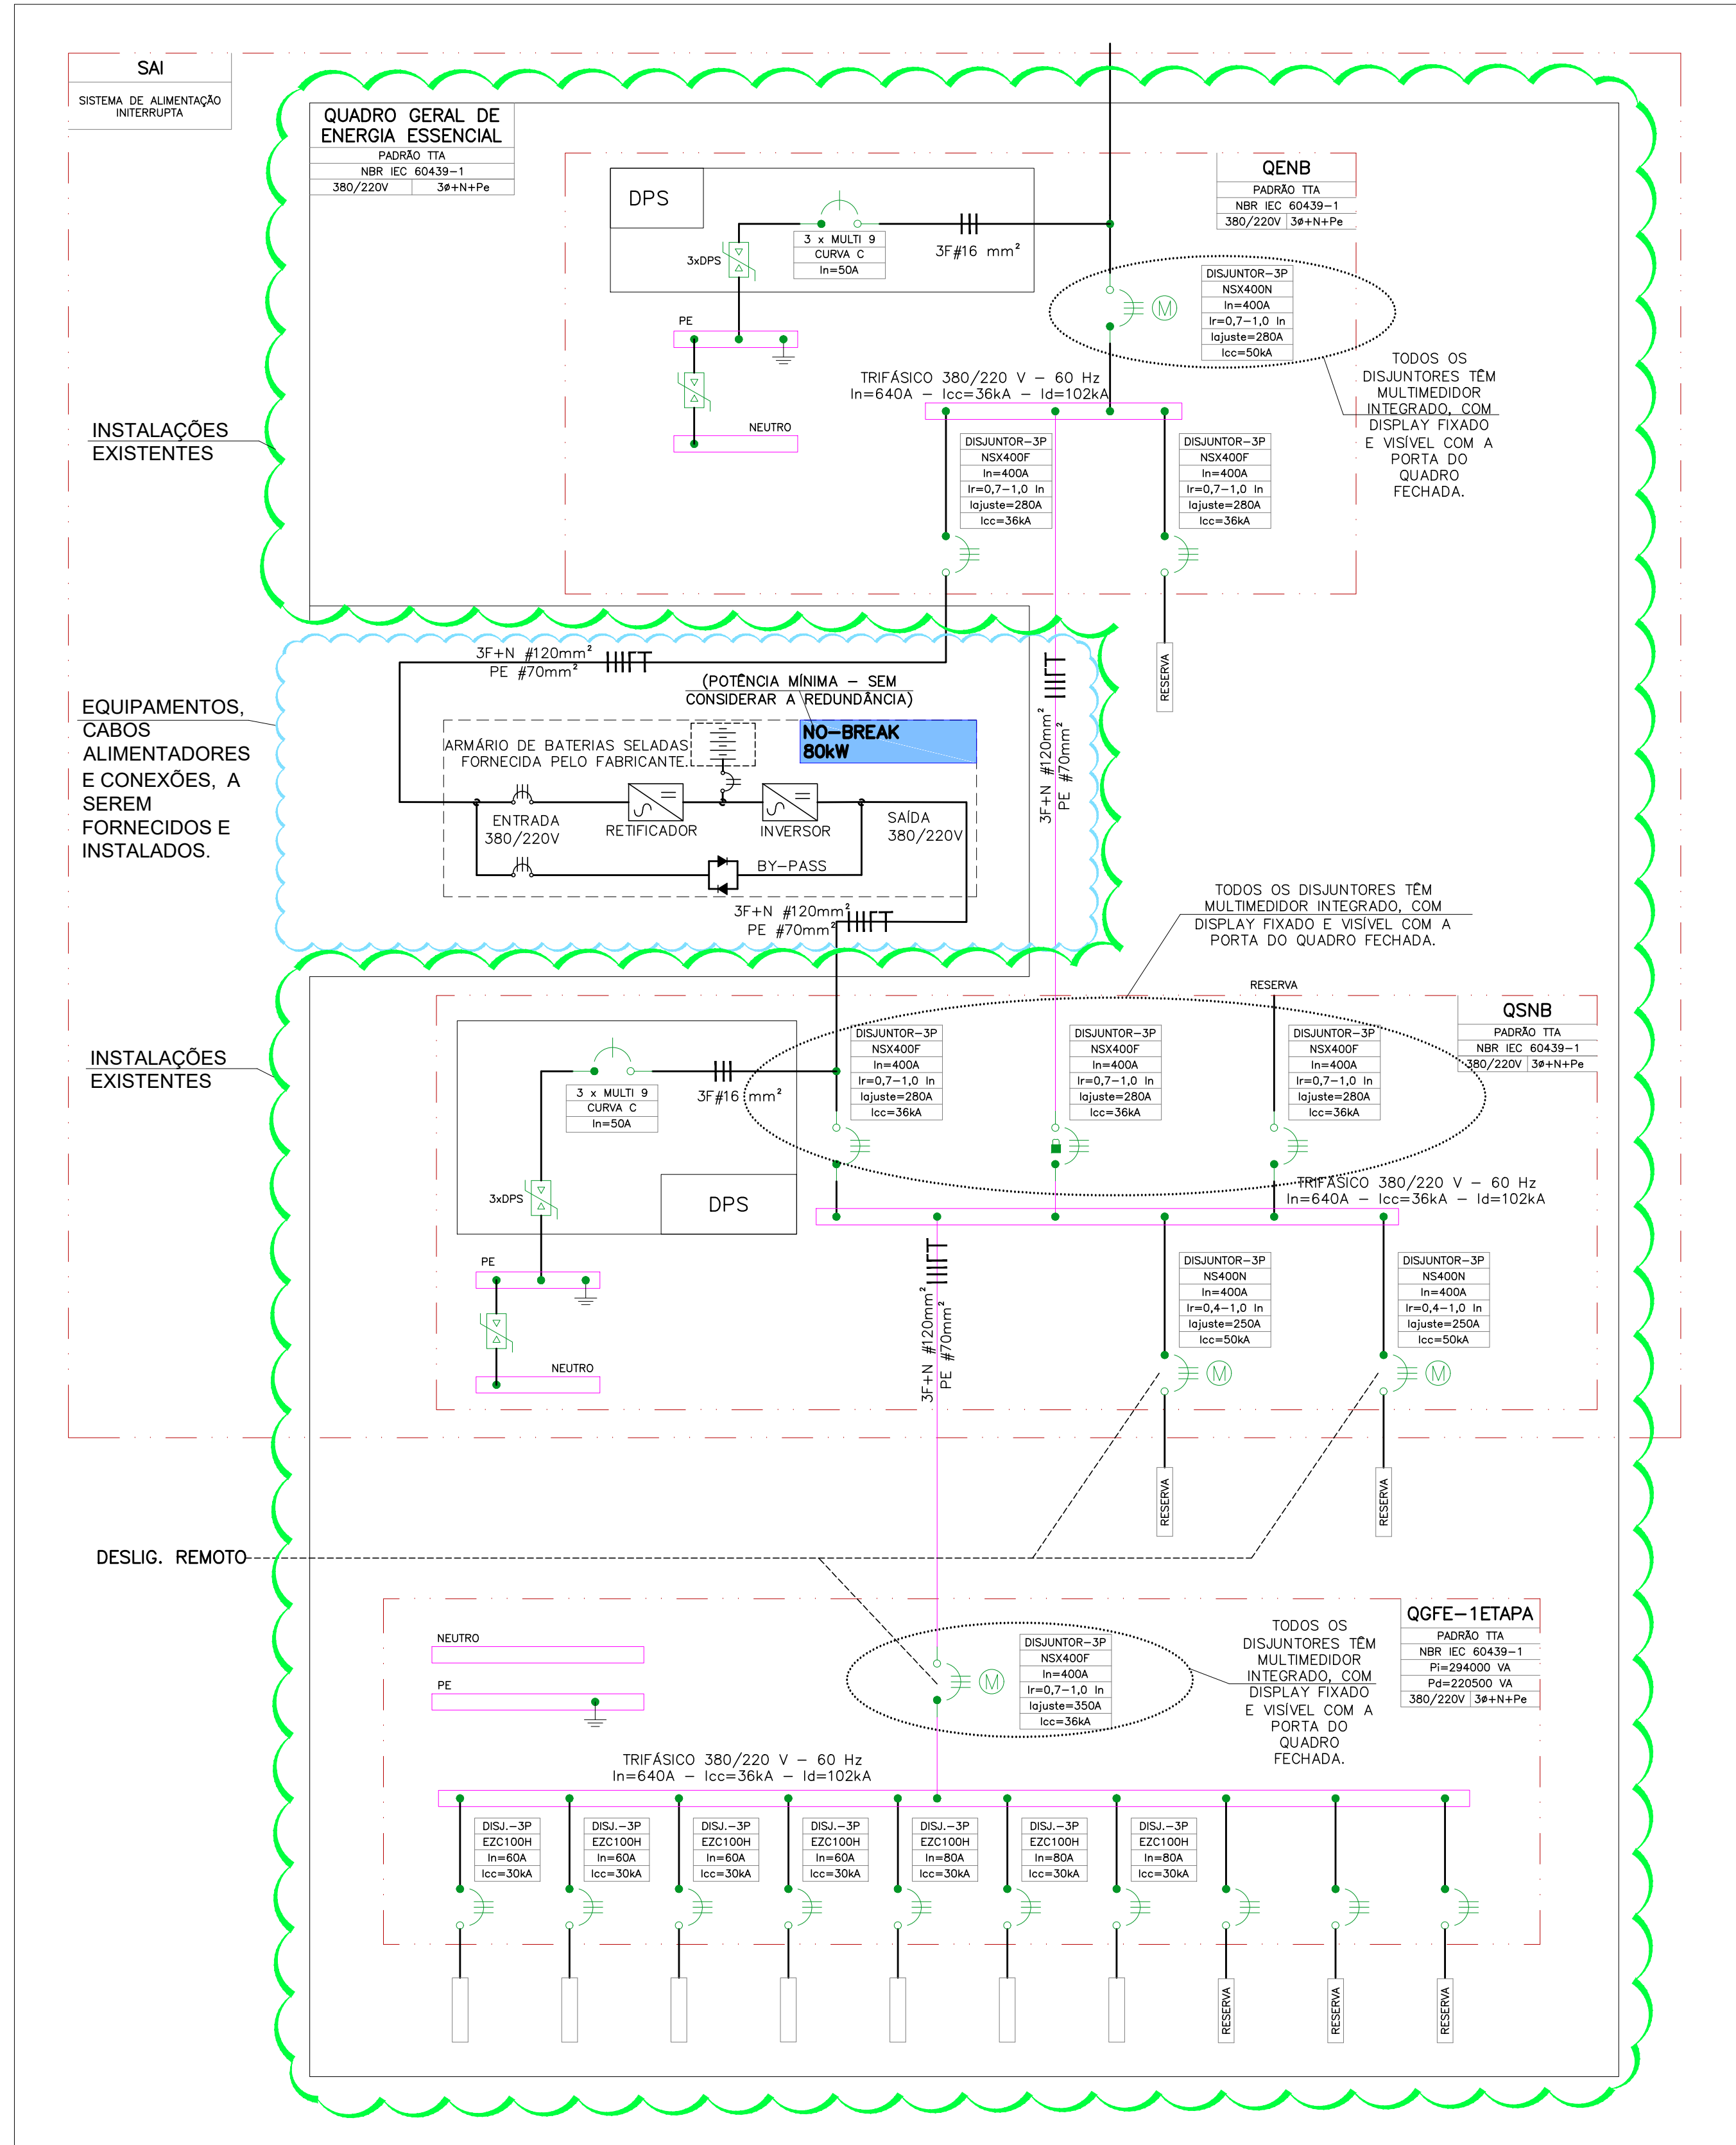 SAI
SISTEMA DE ALIMENTAÇÃO
INITERRUPTA
QUADRO GERAL DE
ENERGIA ESSENCIAL
PADRÃO TTA
NBR IEC 60439-1
380/220V 3ø+N+Pe
DPS
3 x MULTI 9
CURVA C
In=50A
3F#16 mm²
3xDPS
PE
NEUTRO
QENB
PADRÃO TTA
NBR IEC 60439-1
380/220V 3ø+N+Pe
DISJUNTOR-3P
NSX400N
In=400A
Ir=0,7-1,0 In
Iajuste=280A
Icc=50kA
M
TODOS OS
DISJUNTORES TÊM
MULTIMEDIDOR
INTEGRADO, COM
DISPLAY FIXADO
E VISÍVEL COM A
PORTA DO
QUADRO
FECHADA.
TRIFÁSICO 380/220 V - 60 Hz
In=640A - Icc=36kA - Id=102kA
DISJUNTOR-3P
NSX400F
In=400A
Ir=0,7-1,0 In
Iajuste=280A
Icc=36kA
DISJUNTOR-3P
NSX400F
In=400A
Ir=0,7-1,0 In
Iajuste=280A
Icc=36kA
RESERVA
INSTALAÇÕES
EXISTENTES
EQUIPAMENTOS,
CABOS
ALIMENTADORES
E CONEXÕES, A
SEREM
FORNECIDOS E
INSTALADOS.
3F+N #120mm²
PE #70mm²
(POTÊNCIA MÍNIMA - SEM
CONSIDERAR A REDUNDÂNCIA)
NO-BREAK
80kW
ARMÁRIO DE BATERIAS SELADAS
FORNECIDA PELO FABRICANTE.
ENTRADA
380/220V
RETIFICADOR
INVERSOR
SAÍDA
380/220V
BY-PASS
3F+N #120mm²
PE #70mm²
3F+N #120mm²
PE #70mm²
TODOS OS DISJUNTORES TÊM
MULTIMEDIDOR INTEGRADO, COM
DISPLAY FIXADO E VISÍVEL COM A
PORTA DO QUADRO FECHADA.
INSTALAÇÕES
EXISTENTES
RESERVA
QSNB
PADRÃO TTA
NBR IEC 60439-1
380/220V 3ø+N+Pe
3 x MULTI 9
CURVA C
In=50A
3F#16 mm²
3xDPS
DPS
PE
NEUTRO
DISJUNTOR-3P
NSX400F
In=400A
Ir=0,7-1,0 In
Iajuste=280A
Icc=36kA
DISJUNTOR-3P
NSX400F
In=400A
Ir=0,7-1,0 In
Iajuste=280A
Icc=36kA
DISJUNTOR-3P
NSX400F
In=400A
Ir=0,7-1,0 In
Iajuste=280A
Icc=36kA
TRIFÁSICO 380/220 V - 60 Hz
In=640A - Icc=36kA - Id=102kA
3F+N #120mm²
PE #70mm²
DISJUNTOR-3P
NS400N
In=400A
Ir=0,4-1,0 In
Iajuste=250A
Icc=50kA
M
DISJUNTOR-3P
NS400N
In=400A
Ir=0,4-1,0 In
Iajuste=250A
Icc=50kA
M
RESERVA
RESERVA
DESLIG. REMOTO
NEUTRO
PE
DISJUNTOR-3P
NSX400F
In=400A
Ir=0,7-1,0 In
Iajuste=350A
Icc=36kA
M
TODOS OS
DISJUNTORES TÊM
MULTIMEDIDOR
INTEGRADO, COM
DISPLAY FIXADO
E VISÍVEL COM A
PORTA DO
QUADRO
FECHADA.
QGFE-1ETAPA
PADRÃO TTA
NBR IEC 60439-1
Pi=294000 VA
Pd=220500 VA
380/220V 3ø+N+Pe
TRIFÁSICO 380/220 V - 60 Hz
In=640A - Icc=36kA - Id=102kA
DISJ.-3P
EZC100H
In=60A
Icc=30kA
DISJ.-3P
EZC100H
In=60A
Icc=30kA
DISJ.-3P
EZC100H
In=60A
Icc=30kA
DISJ.-3P
EZC100H
In=60A
Icc=30kA
DISJ.-3P
EZC100H
In=80A
Icc=30kA
DISJ.-3P
EZC100H
In=80A
Icc=30kA
DISJ.-3P
EZC100H
In=80A
Icc=30kA
RESERVA
RESERVA
RESERVA